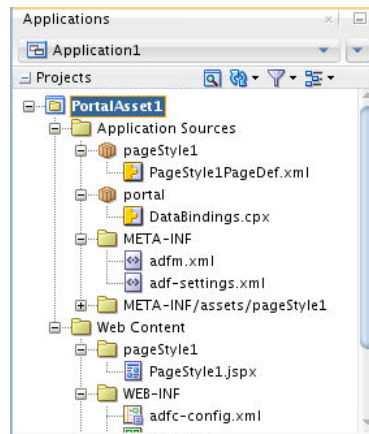 Applications
Application1
Projects
PortalAsset1
Application Sources
pageStyle1
PageStyle1PageDef.xml
portal
DataBindings.cpx
META-INF
adfm.xml
adf-settings.xml
META-INF/assets/pageStyle1
Web Content
pageStyle1
PageStyle1.jspx
WEB-INF
adfc-config.xml